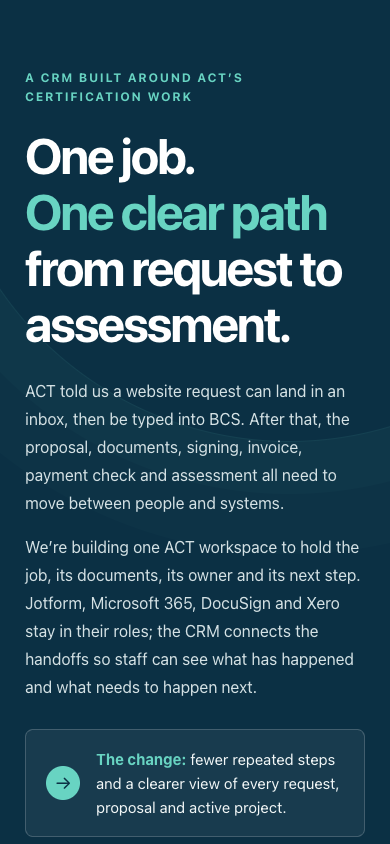 A CRM BUILT AROUND ACT’S
CERTIFICATION WORK
One job.
One clear path
from request to
assessment.
ACT told us a website request can land in an
inbox, then be typed into BCS. After that, the
proposal, documents, signing, invoice,
payment check and assessment all need to
move between people and systems.
We’re building one ACT workspace to hold the
job, its documents, its owner and its next step.
Jotform, Microsoft 365, DocuSign and Xero
stay in their roles; the CRM connects the
handoffs so staff can see what has happened
and what needs to happen next.
The change: fewer repeated steps
and a clearer view of every request,
proposal and active project.